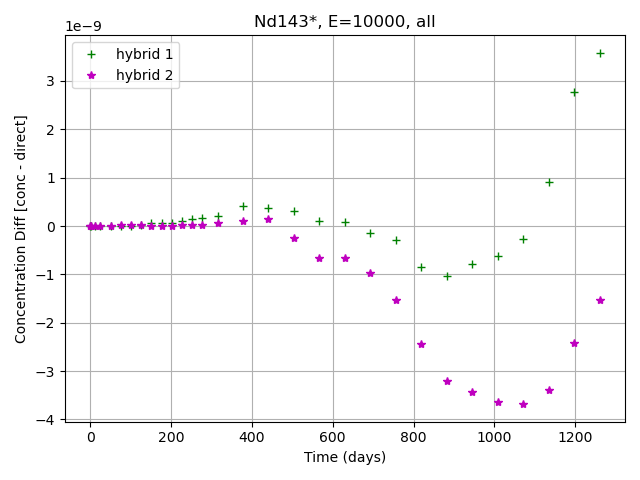 Nd143*, E=10000, all
1e−9
hybrid 1
hybrid 2
3
2
1
0
−1
−2
−3
−4
Concentration Diff [conc - direct]
0 200 400 600 800 1000 1200
Time (days)